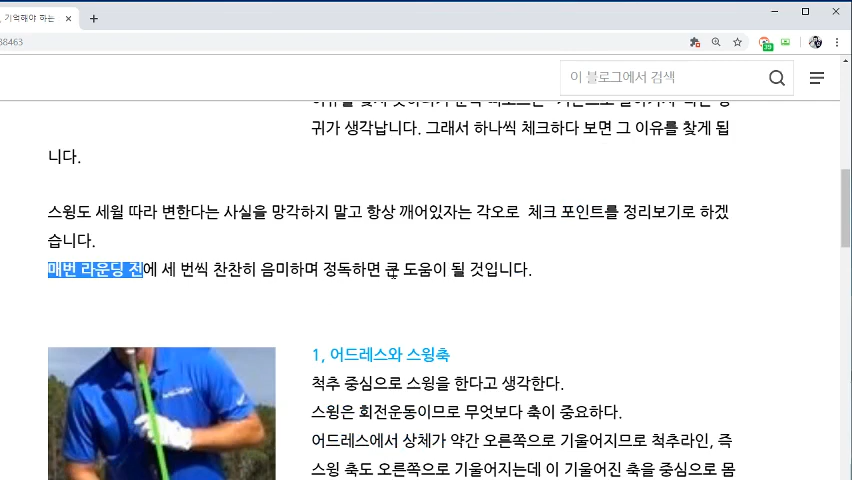 , 기억해야 하는
38463
이 블로그에서 검색
귀가 생각납니다. 그래서 하나씩 체크하다 보면 그 이유를 찾게 됩
니다.
스윙도 세월 따라 변한다는 사실을 망각하지 말고 항상 깨어있자는 각오로 체크 포인트를 정리보기로 하겠
습니다.
매번 라운딩 전에 세 번씩 찬찬히 음미하며 정독하면 큰 도움이 될 것입니다.
1, 어드레스와 스윙축
척추 중심으로 스윙을 한다고 생각한다.
스윙은 회전운동이므로 무엇보다 축이 중요하다.
어드레스에서 상체가 약간 오른쪽으로 기울어지므로 척추라인, 즉
스윙 축도 오른쪽으로 기울어지는데 이 기울어진 축을 중심으로 몸